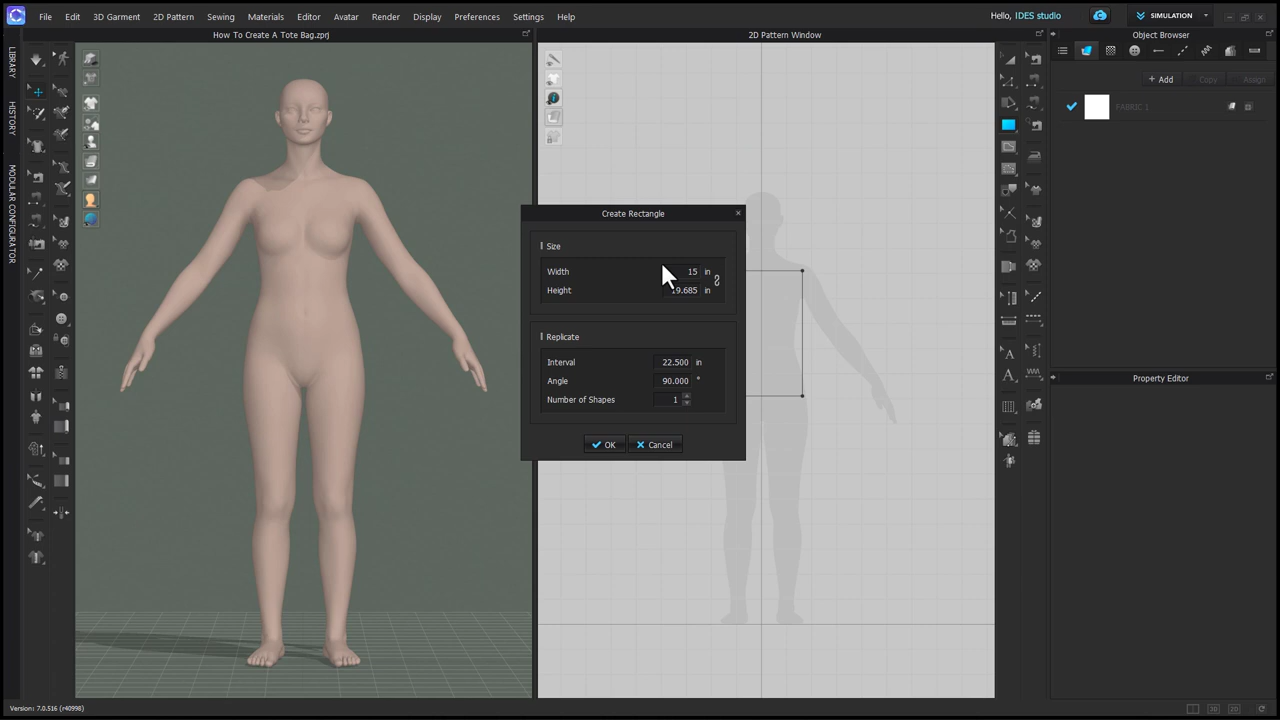 File Edit 3D Garment 2D Pattern Sewing Materials Editor Avatar Render Display Preferences Settings Help
Hello, IDES studio
SIMULATION
How To Create A Tote Bag.zprj
2D Pattern Window
Object Browser
LIBRARY
HISTORY
MODULAR CONFIGURATOR
+ Add Copy Assign
FABRIC 1
Create Rectangle
Size
Width 15 in
Height 19.685 in
Replicate
Interval 22.500 in
Angle 90.000 °
Number of Shapes 1
OK Cancel
Property Editor
Version: 7.0.516 (r40998)
3D 2D